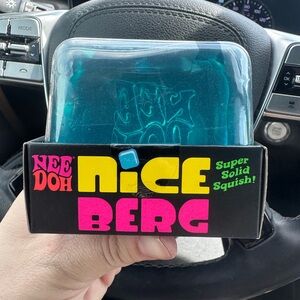 NEE
DOH
NICE
BERG
Super
Solid
Squish!